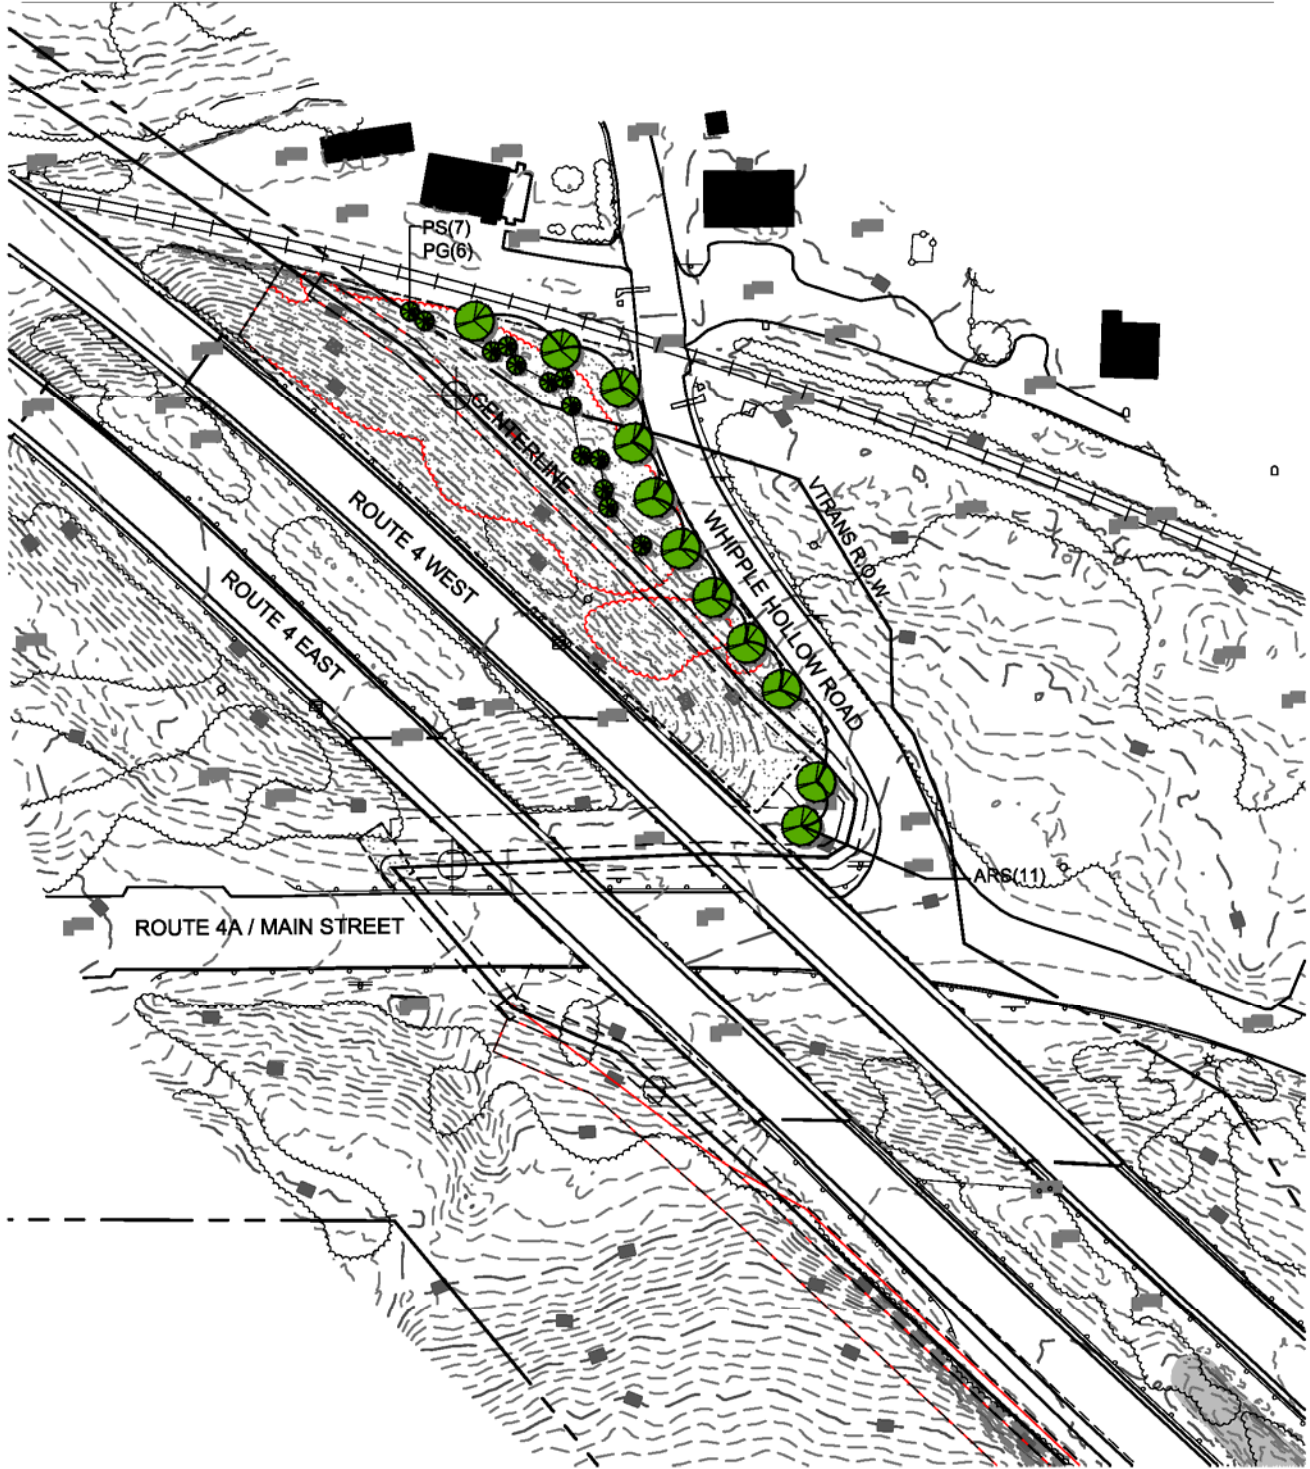 PS(7)
PG(6)
CENTERLINE
ROUTE 4 WEST
VTRANS R.O.W
WHIPPLE HOLLOW ROAD
ROUTE 4 EAST
ARS(11)
ROUTE 4A / MAIN STREET